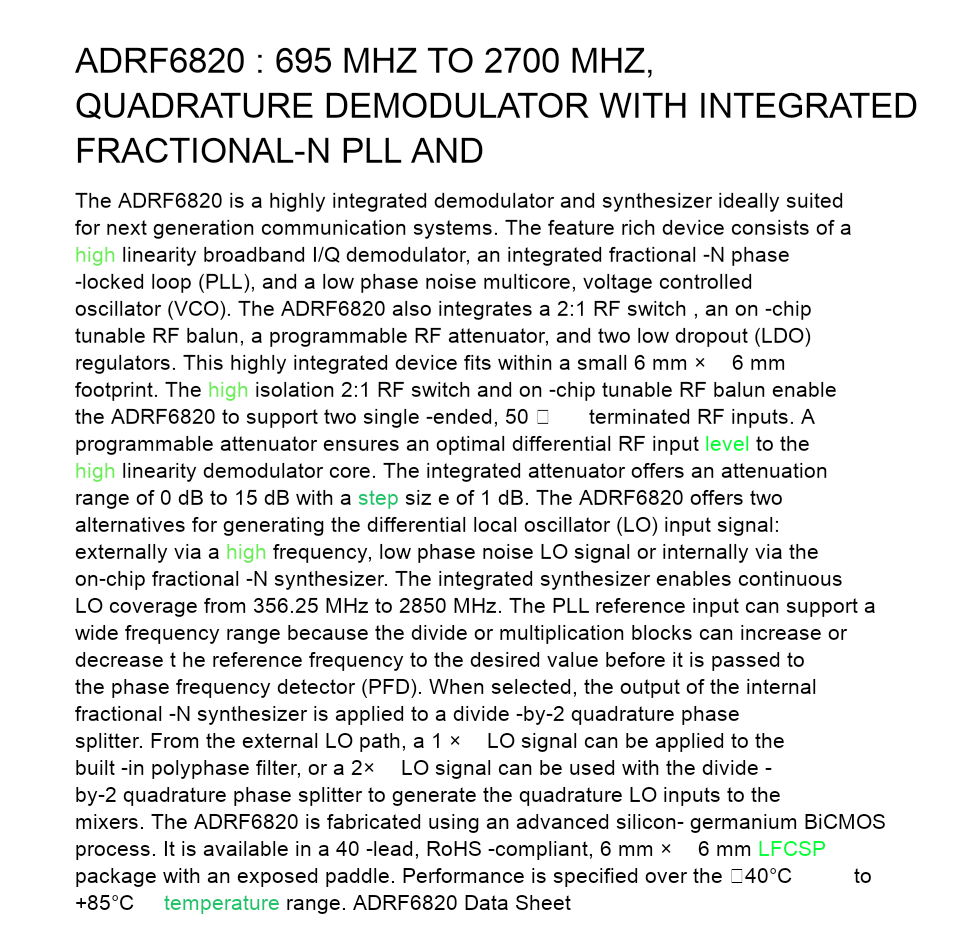 ADRF6820 : 695 MHZ TO 2700 MHZ,
QUADRATURE DEMODULATOR WITH INTEGRATED
FRACTIONAL-N PLL AND
The ADRF6820 is a highly integrated demodulator and synthesizer ideally suited
for next generation communication systems. The feature rich device consists of a
high linearity broadband I/Q demodulator, an integrated fractional -N phase
-locked loop (PLL), and a low phase noise multicore, voltage controlled
oscillator (VCO). The ADRF6820 also integrates a 2:1 RF switch , an on -chip
tunable RF balun, a programmable RF attenuator, and two low dropout (LDO)
regulators. This highly integrated device fits within a small 6 mm × 6 mm
footprint. The high isolation 2:1 RF switch and on -chip tunable RF balun enable
the ADRF6820 to support two single -ended, 50 □ terminated RF inputs. A
programmable attenuator ensures an optimal differential RF input level to the
high linearity demodulator core. The integrated attenuator offers an attenuation
range of 0 dB to 15 dB with a step siz e of 1 dB. The ADRF6820 offers two
alternatives for generating the differential local oscillator (LO) input signal:
externally via a high frequency, low phase noise LO signal or internally via the
on-chip fractional -N synthesizer. The integrated synthesizer enables continuous
LO coverage from 356.25 MHz to 2850 MHz. The PLL reference input can support a
wide frequency range because the divide or multiplication blocks can increase or
decrease t he reference frequency to the desired value before it is passed to
the phase frequency detector (PFD). When selected, the output of the internal
fractional -N synthesizer is applied to a divide -by-2 quadrature phase
splitter. From the external LO path, a 1 × LO signal can be applied to the
built -in polyphase filter, or a 2× LO signal can be used with the divide -
by-2 quadrature phase splitter to generate the quadrature LO inputs to the
mixers. The ADRF6820 is fabricated using an advanced silicon- germanium BiCMOS
process. It is available in a 40 -lead, RoHS -compliant, 6 mm × 6 mm LFCSP
package with an exposed paddle. Performance is specified over the □40°C to
+85°C temperature range. ADRF6820 Data Sheet